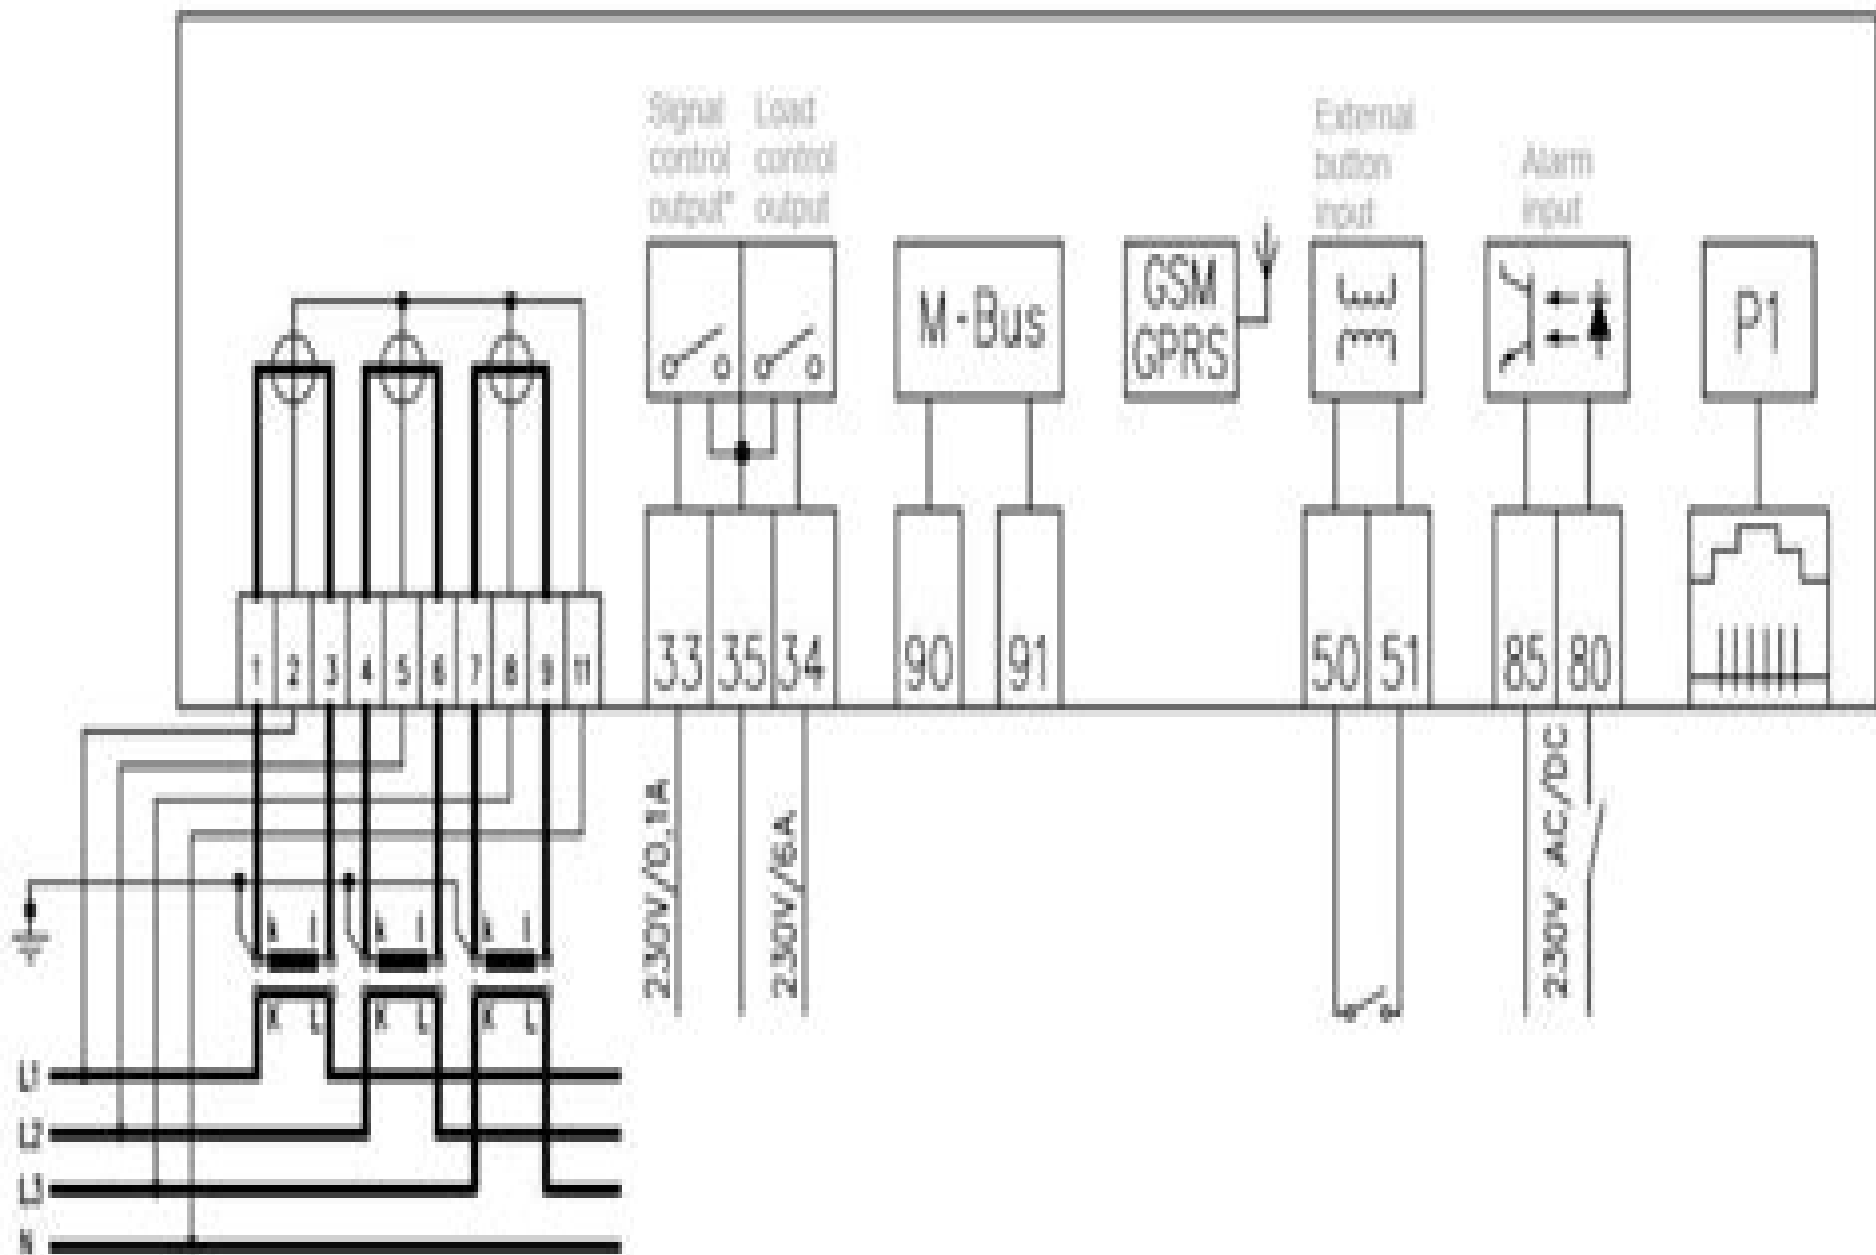 Signal Load
control control
output* output
External
button
input
Alarm
input
M-Bus
GSM
GPRS
P1
1 2 3 4 5 6 7 8 9 11
33 35 34
90 91
50 51
85 80
230V/0.1A
230V/6A
230V AC/DC
k l k l k l
K L K L K L
L1
L2
L3
N